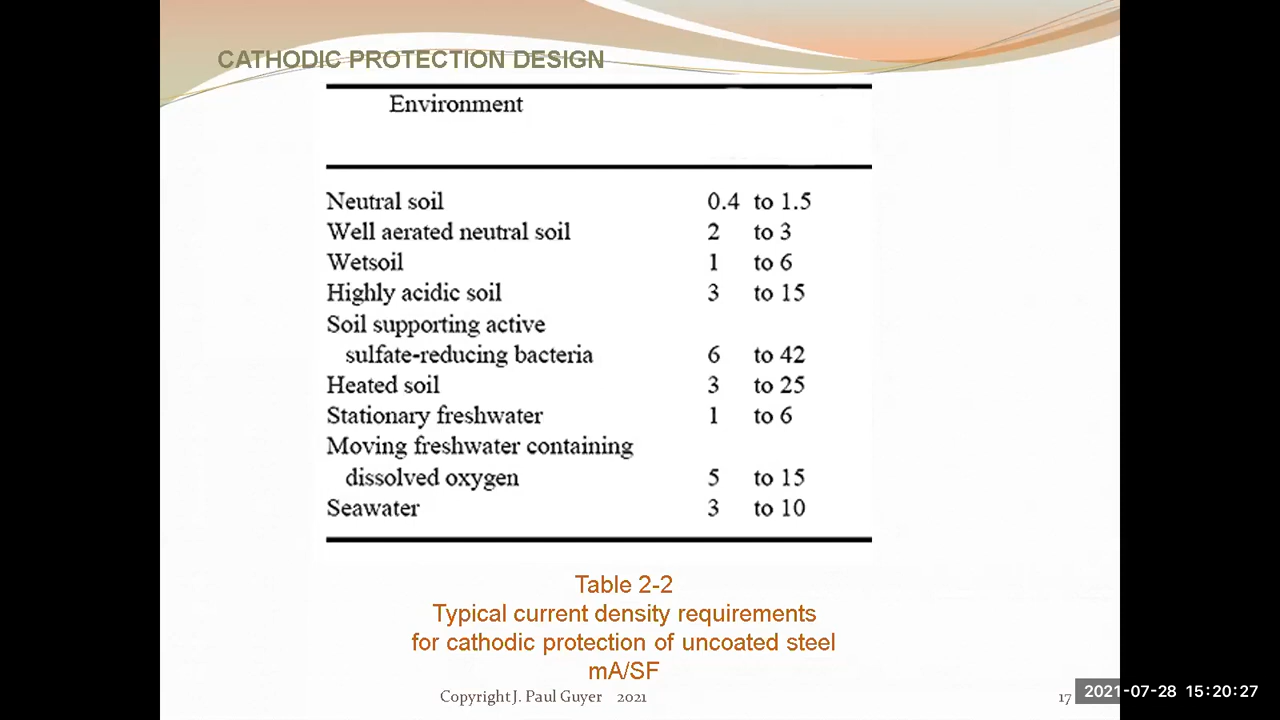 CATHODIC PROTECTION DESIGN
Environment
Neutral soil 0.4 to 1.5
Well aerated neutral soil 2 to 3
Wetsoil 1 to 6
Highly acidic soil 3 to 15
Soil supporting active
sulfate-reducing bacteria 6 to 42
Heated soil 3 to 25
Stationary freshwater 1 to 6
Moving freshwater containing
dissolved oxygen 5 to 15
Seawater 3 to 10
Table 2-2
Typical current density requirements
for cathodic protection of uncoated steel
mA/SF
Copyright J. Paul Guyer 2021
17
2021-07-28 15:20:27